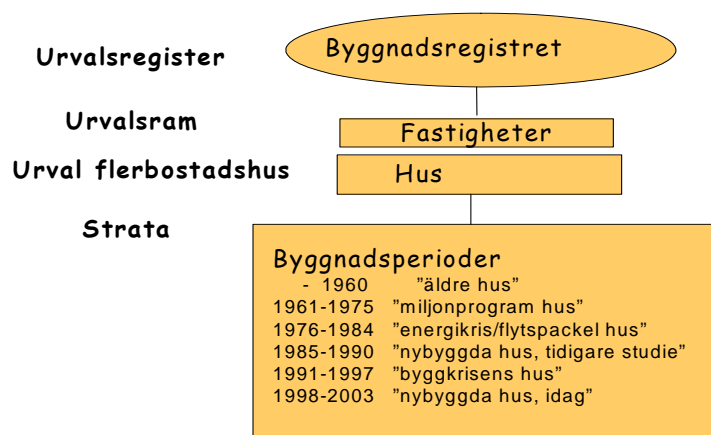 Urvalsregister
Byggnadsregistret
Urvalsram
Fastigheter
Urval flerbostadshus
Hus
Strata
Byggnadsperioder
- 1960 ”äldre hus”
1961-1975 ”miljonprogram hus”
1976-1984 ”energikris/flytspackel hus”
1985-1990 ”nybyggda hus, tidigare studie”
1991-1997 ”byggkrisens hus”
1998-2003 ”nybyggda hus, idag”